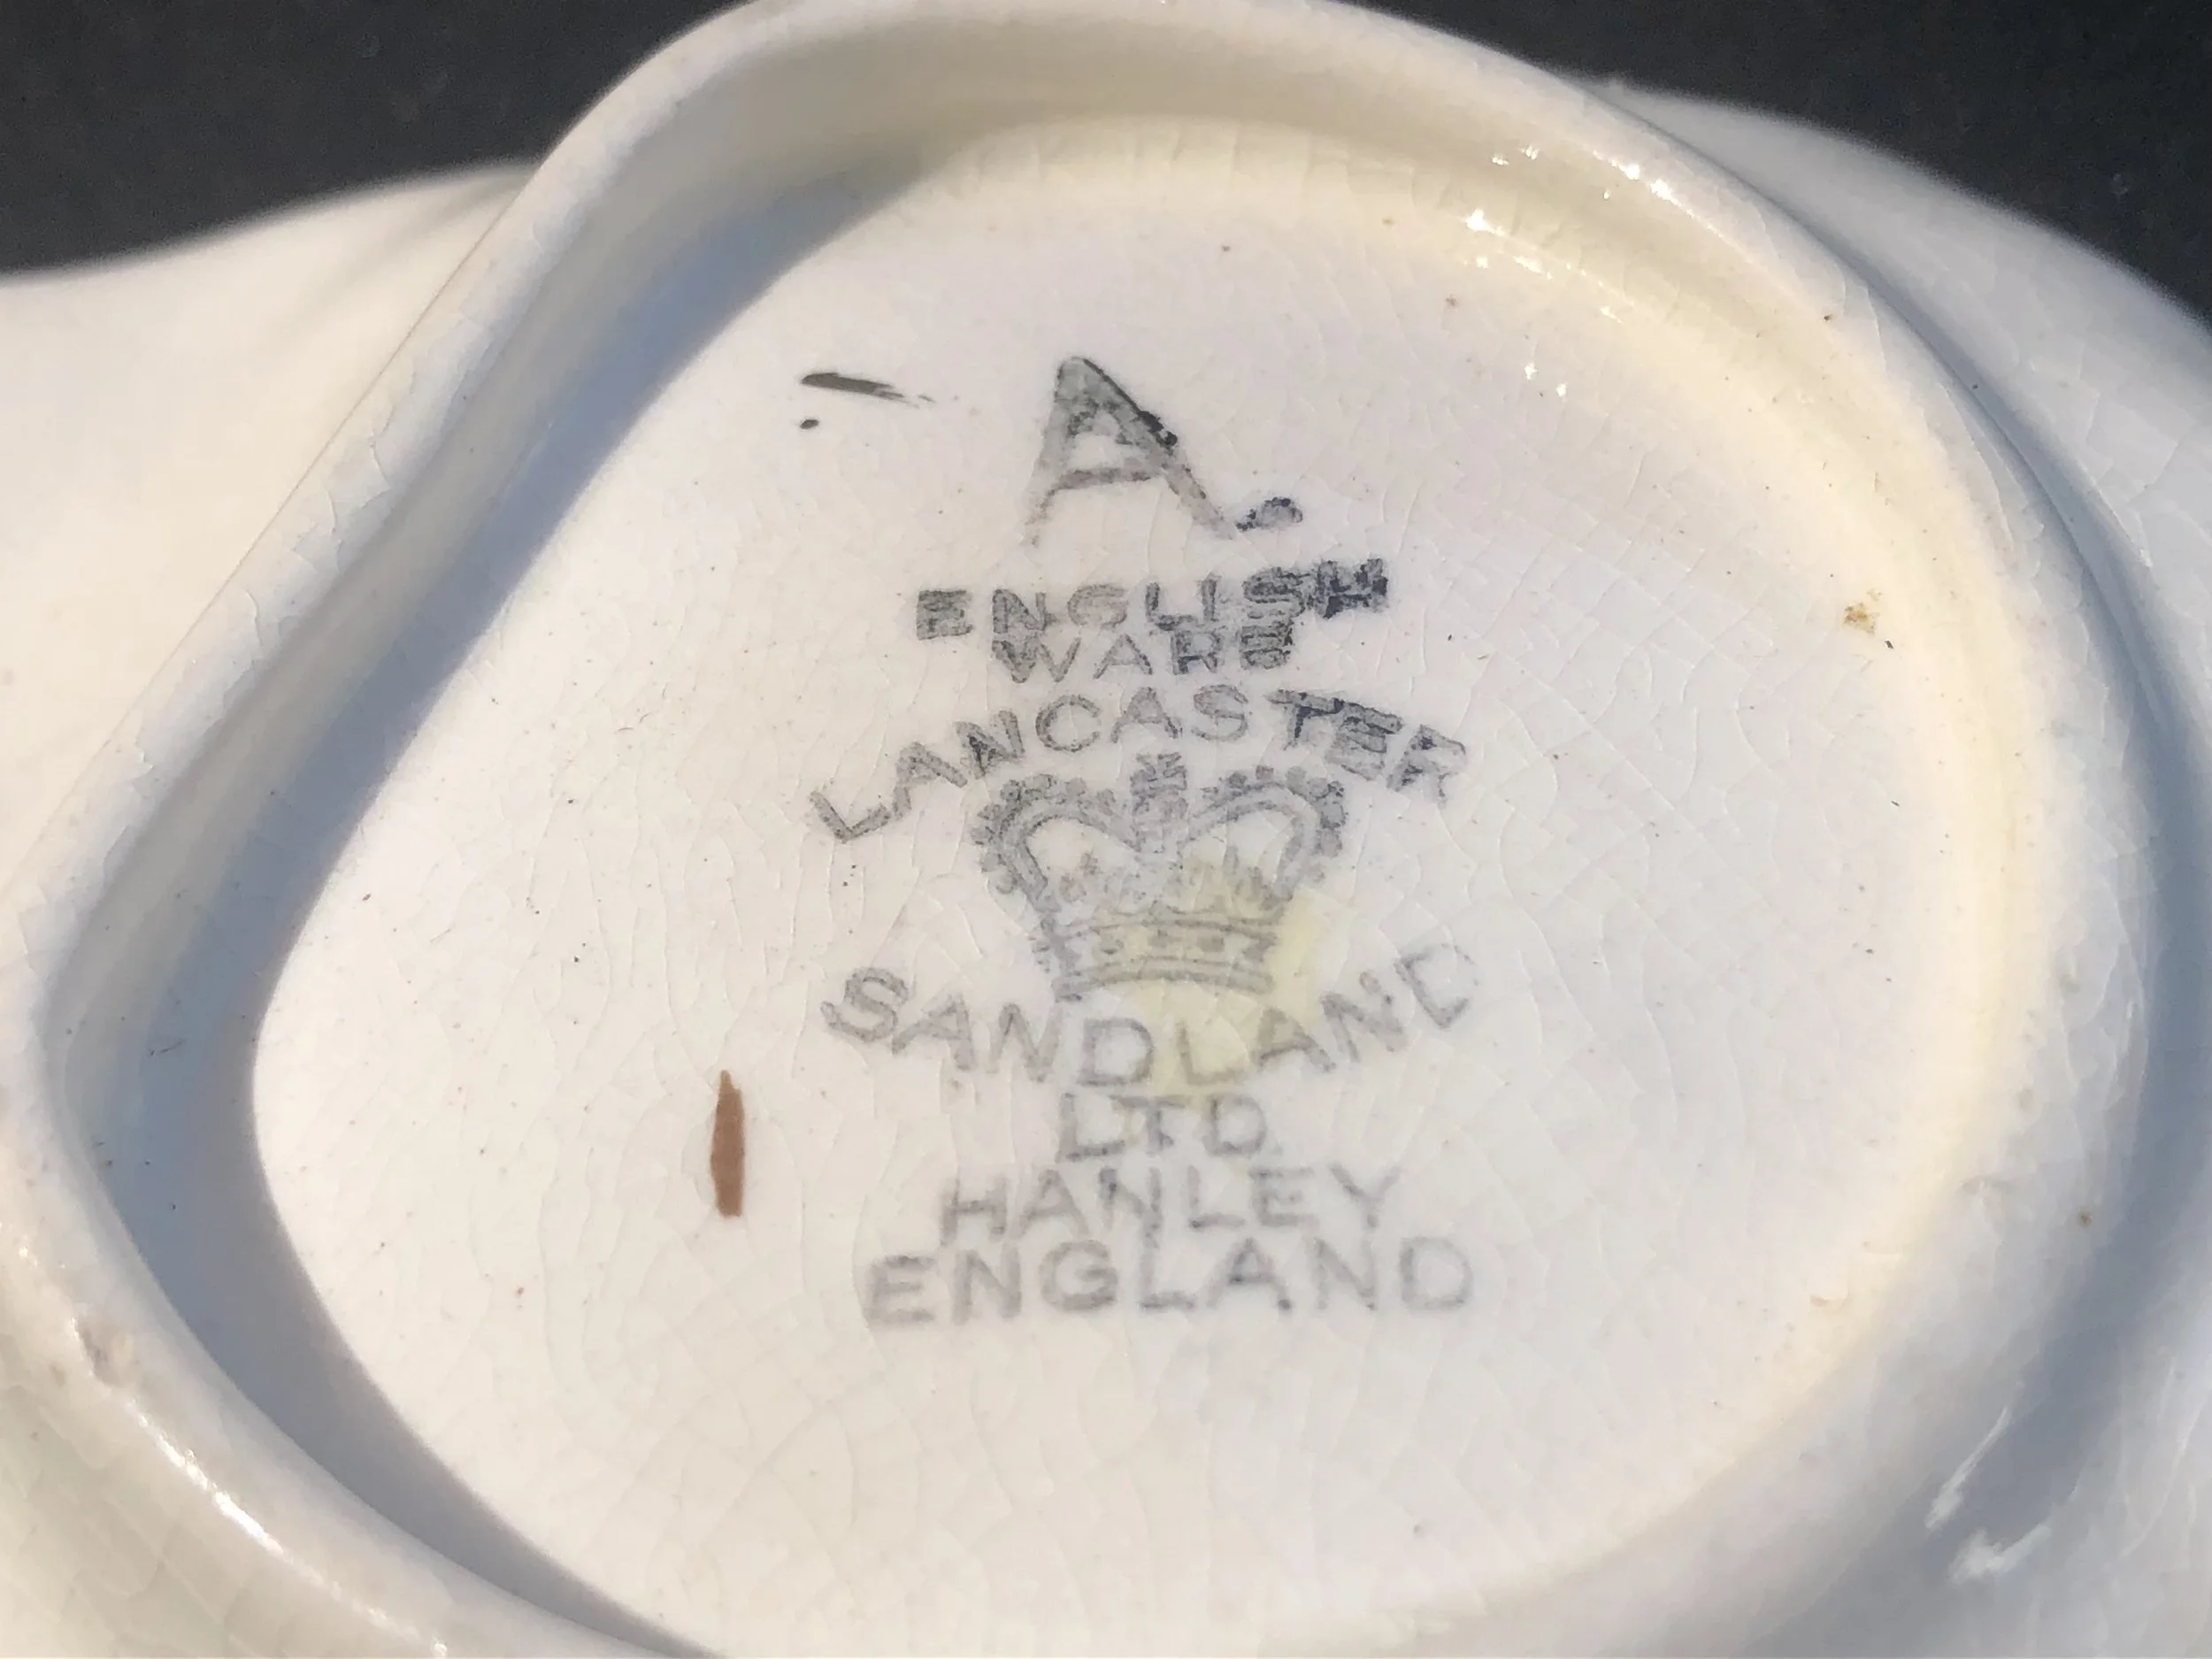 A
ENGLISH
WARE
LANCASTER
SANDLAND
LTD
HANLEY
ENGLAND